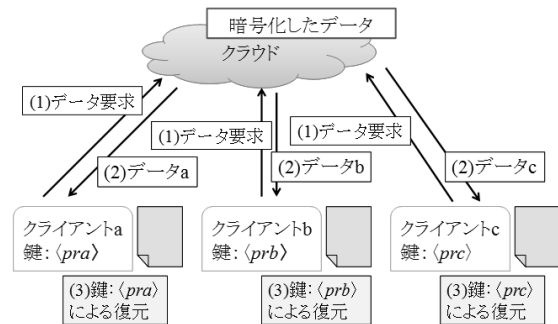 暗号化したデータ
クラウド
(1)データ要求
(1)データ要求
(1)データ要求
(2)データa
(2)データb
(2)データc
クライアントa
鍵:〈pra〉
クライアントb
鍵:〈prb〉
クライアントc
鍵:〈prc〉
(3)鍵:〈pra〉
による復元
(3)鍵:〈prb〉
による復元
(3)鍵:〈prc〉
による復元